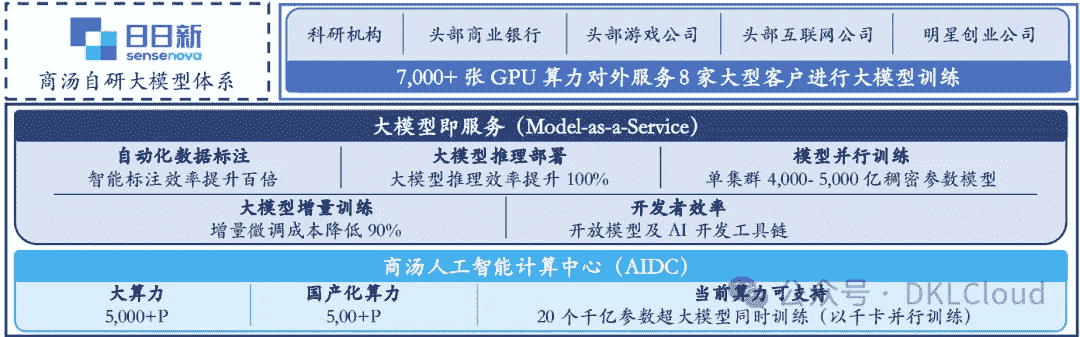 日日新
sensenova
商汤自研大模型体系
科研机构 头部商业银行 头部游戏公司 头部互联网公司 明星创业公司
7,000+ 张 GPU 算力对外服务 8 家大型客户进行大模型训练
大模型即服务（Model-as-a-Service）
自动化数据标注 大模型推理部署 模型并行训练
智能标注效率提升百倍 大模型推理效率提升 100% 单集群 4,000- 5,000 亿稠密参数模型
大模型增量训练 开发者效率
增量微调成本降低 90% 开放模型及 AI 开发工具链
商汤人工智能计算中心（AIDC）
大算力 国产化算力 当前算力可支持
5,000+P 5,00+P 20 个千亿参数超大模型同时训练（以千卡并行训练）
公众号 · DKLCloud